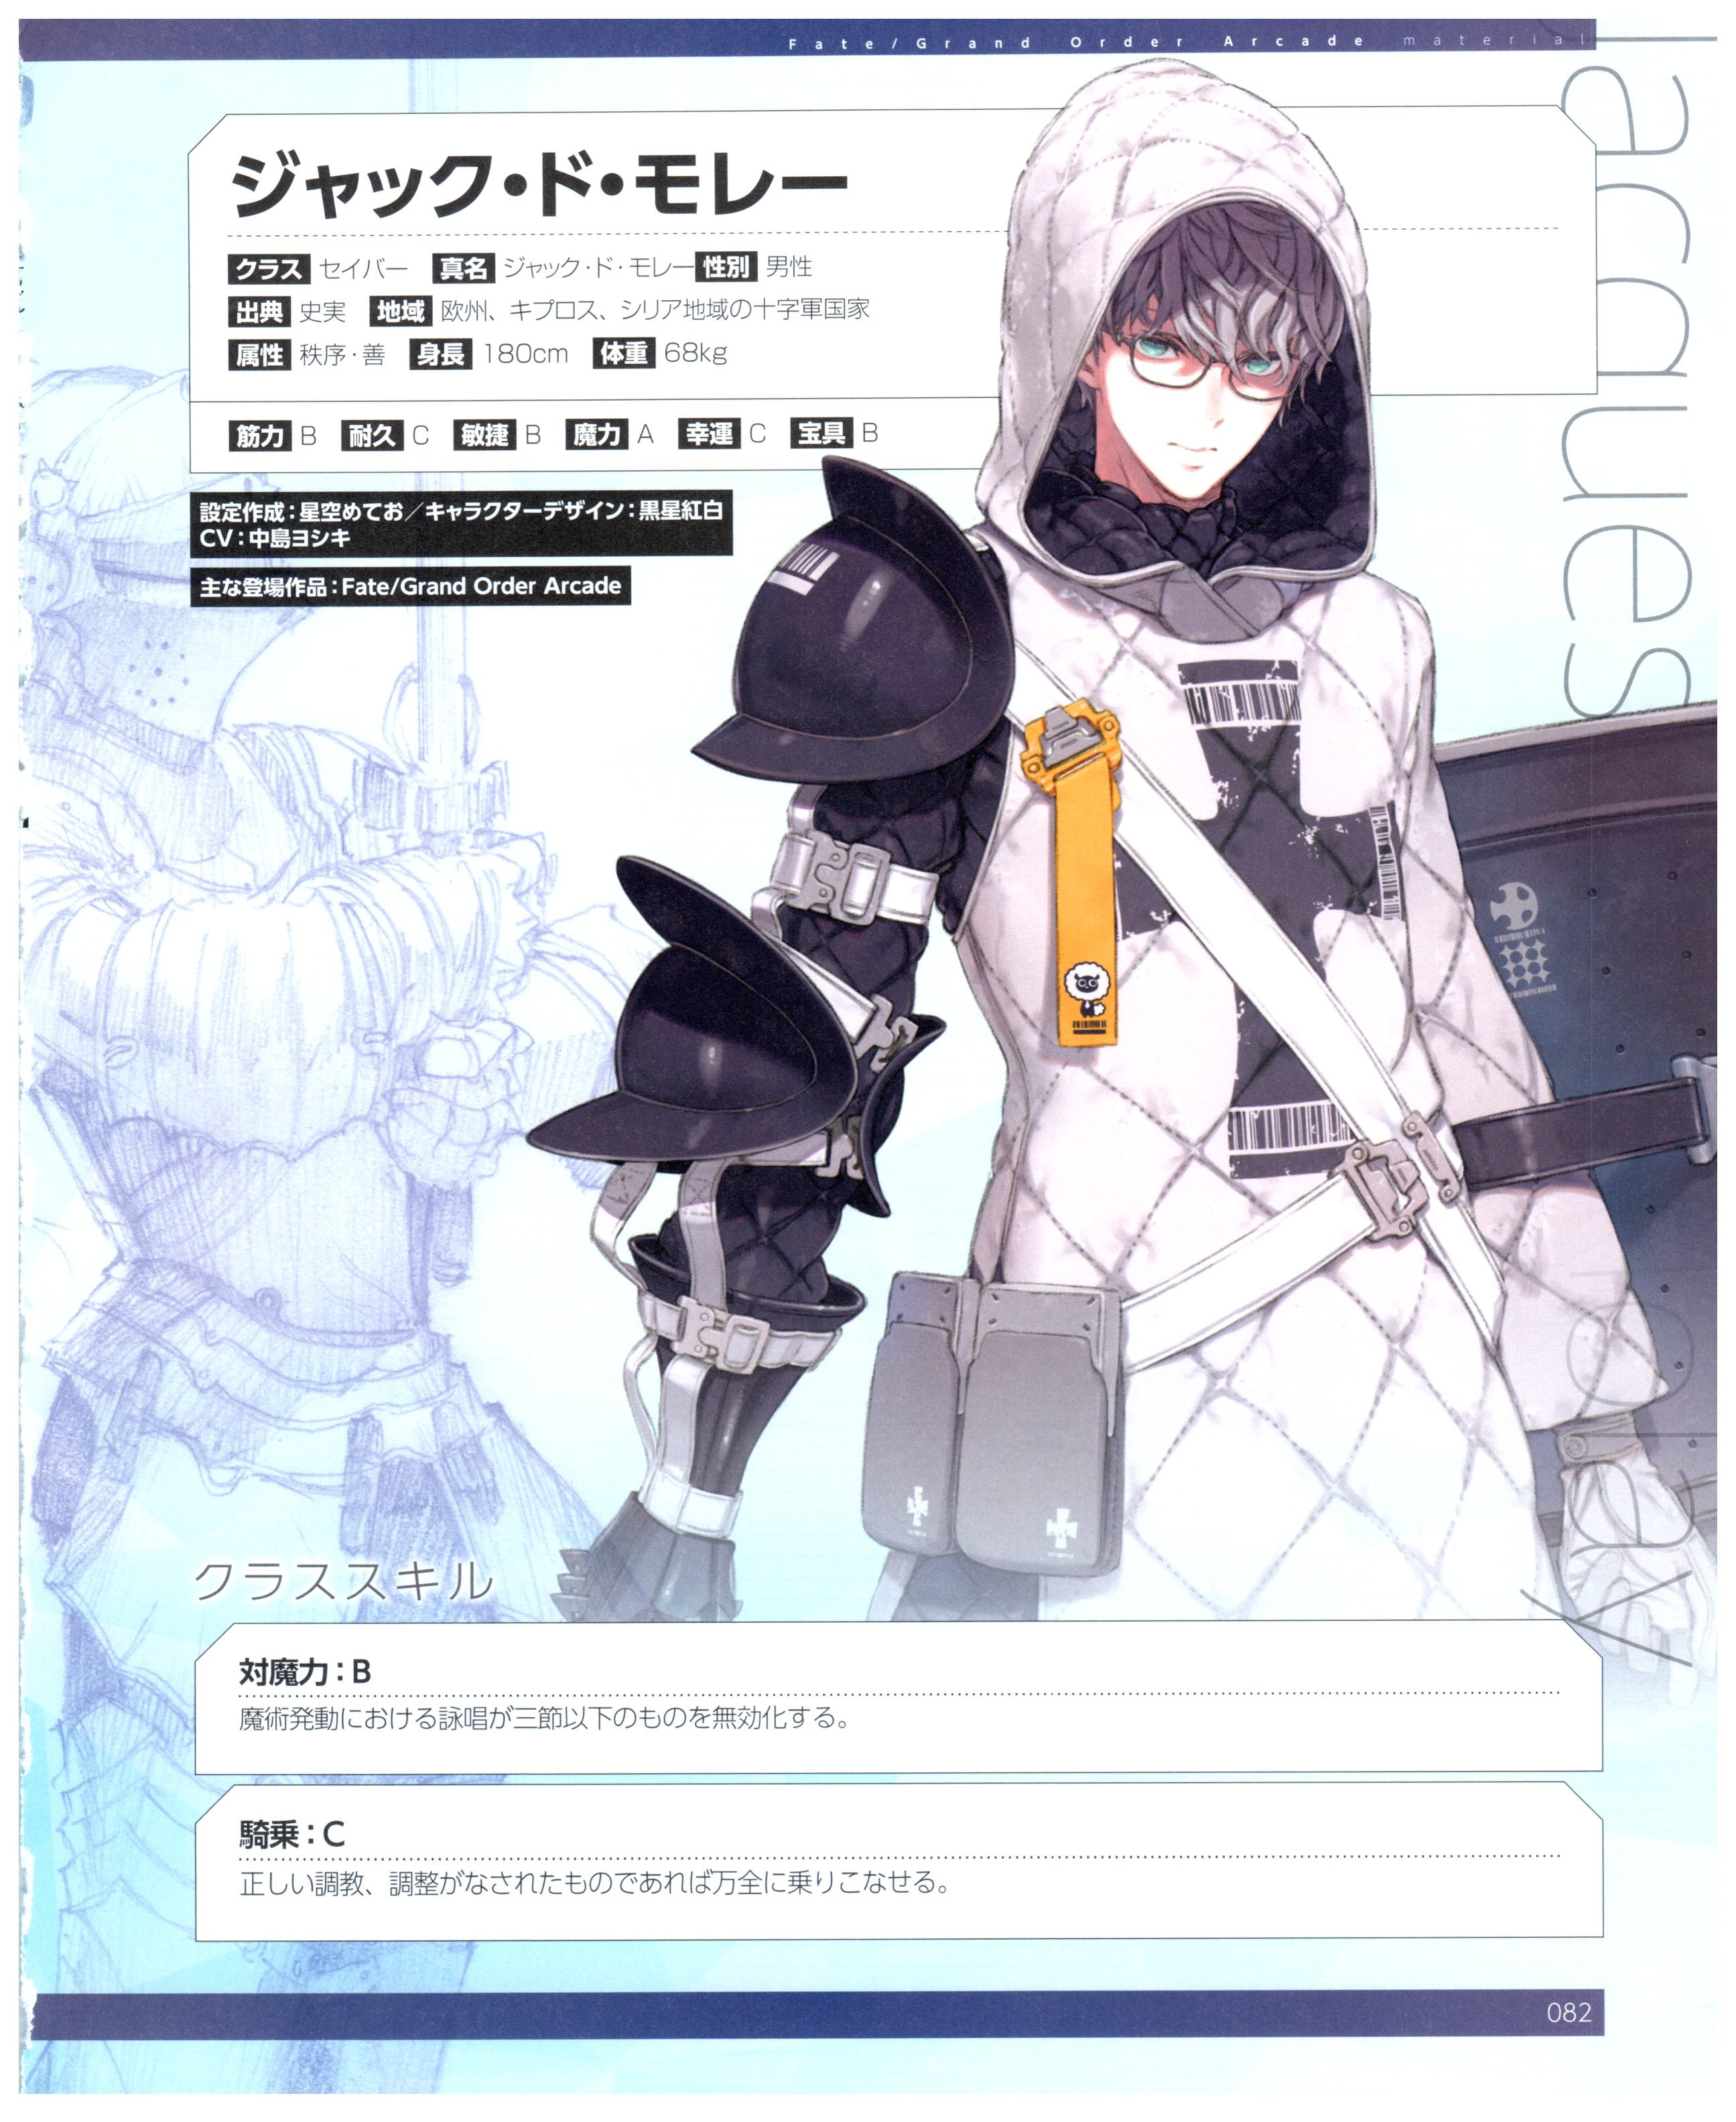 Fate/Grand Order Arcade material
Jacques
de
Molay
ジャック・ド・モレー
クラス セイバー 真名 ジャック・ド・モレー 性別 男性
出典 史実 地域 欧州、キプロス、シリア地域の十字軍国家
属性 秩序・善 身長 180cm 体重 68kg
筋力 B 耐久 C 敏捷 B 魔力 A 幸運 C 宝具 B
設定作成：星空めてお／キャラクターデザイン：黒星紅白
CV：中島ヨシキ
主な登場作品：Fate/Grand Order Arcade
クラススキル
対魔力：B
魔術発動における詠唱が三節以下のものを無効化する。
騎乗：C
正しい調教、調整がなされたものであれば万全に乗りこなせる。
082